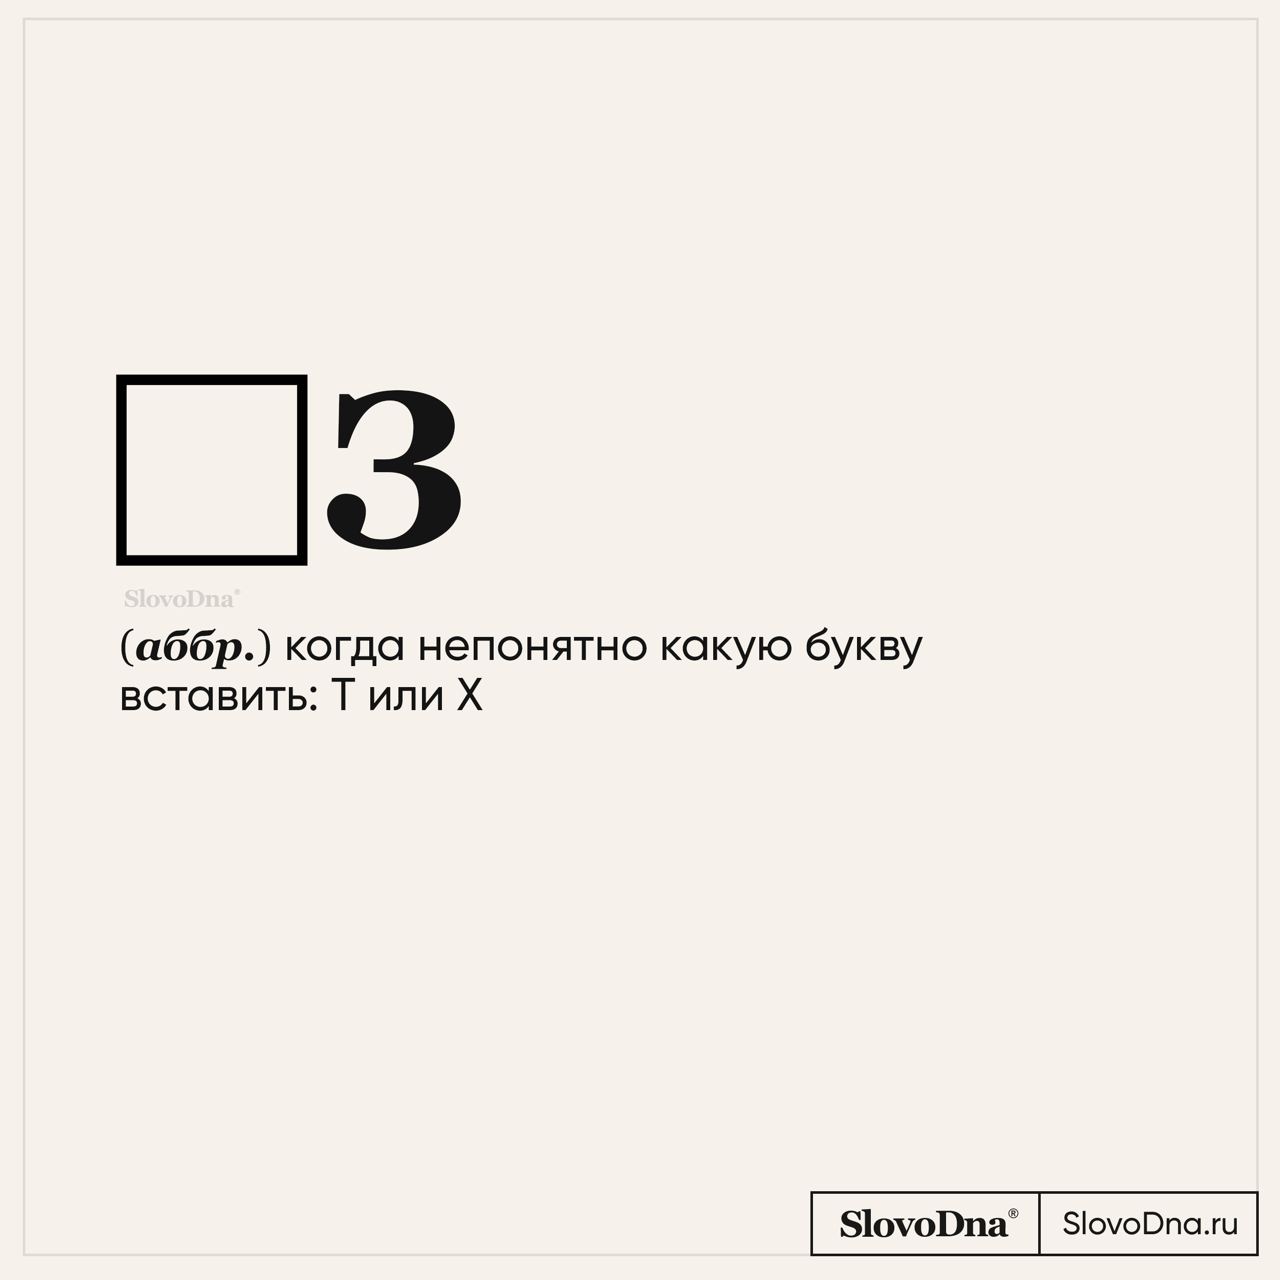 З
SlovoDna®
(аббр.) когда непонятно какую букву
вставить: Т или Х
SlovoDna® SlovoDna.ru